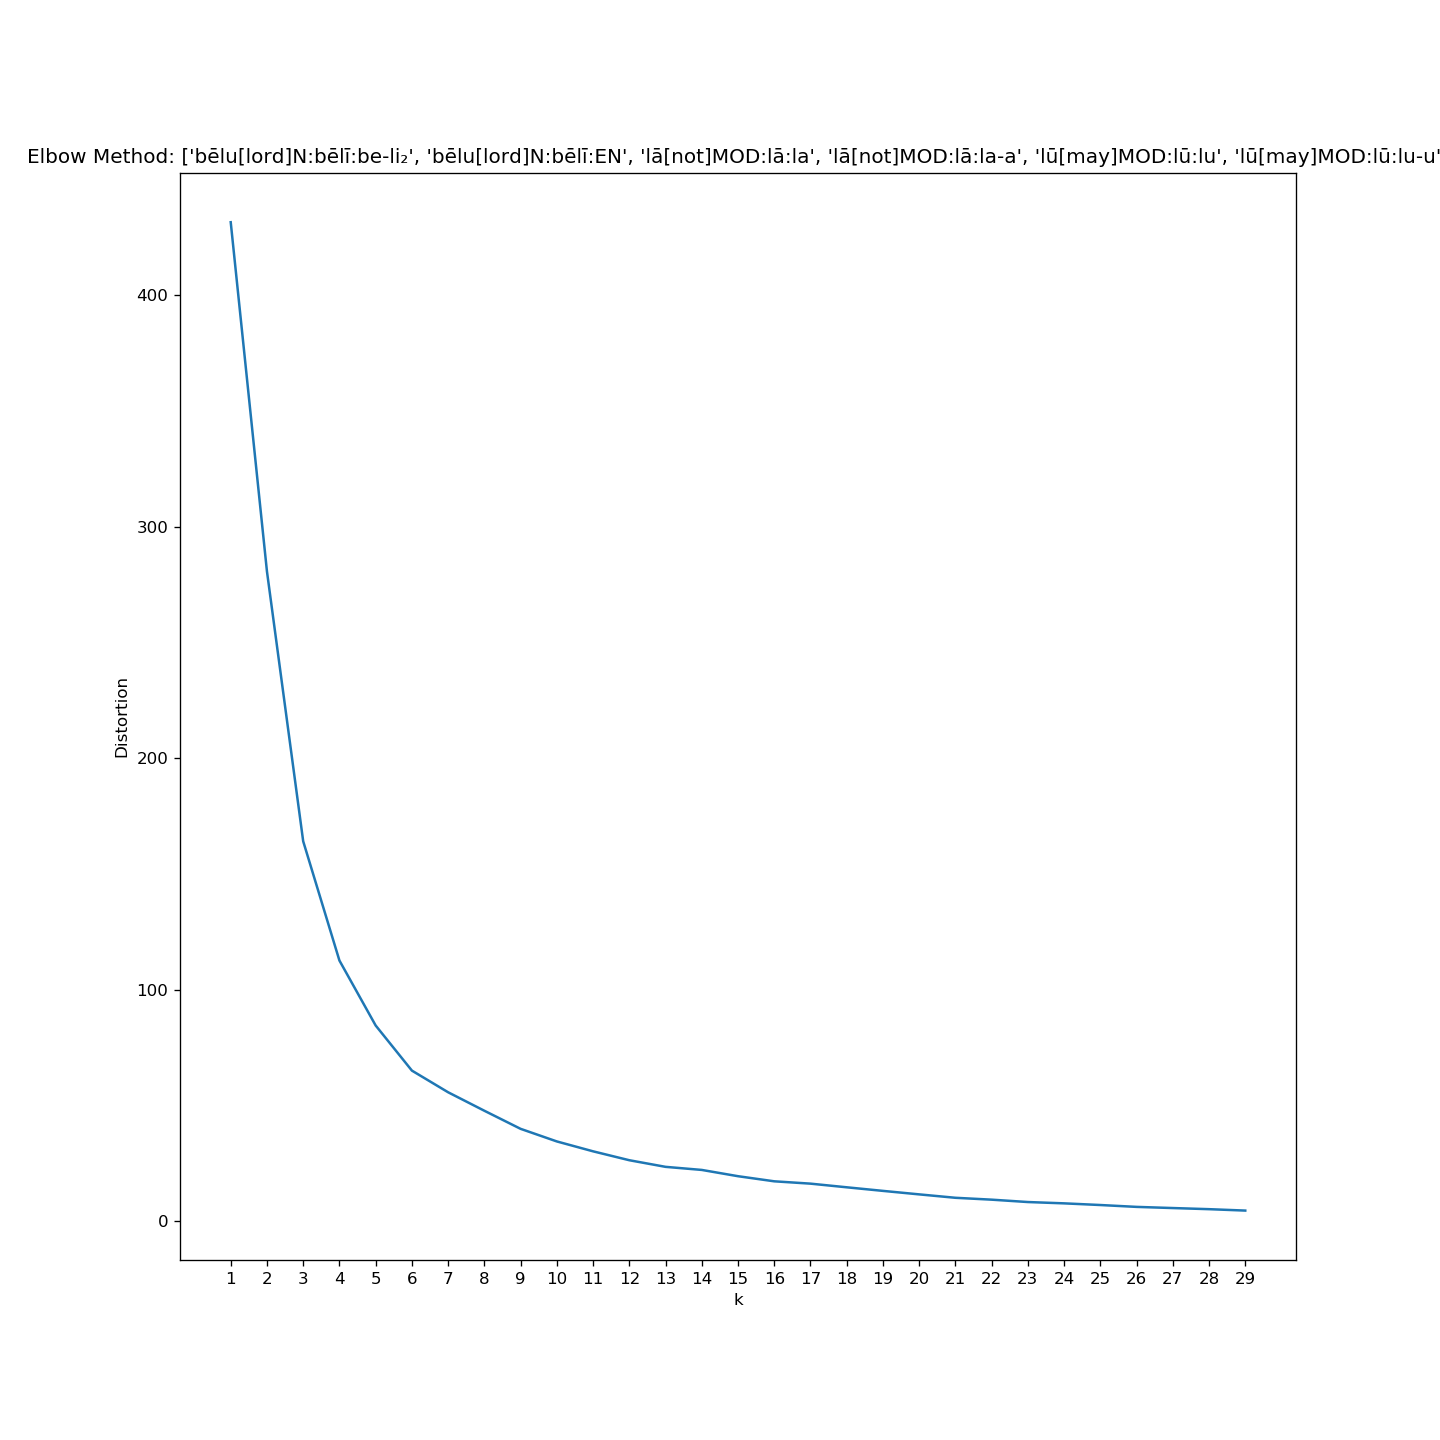 Elbow Method: ['bēlu[lord]N:bēlī:be-li₂', 'bēlu[lord]N:bēlī:EN', 'lā[not]MOD:lā:la', 'lā[not]MOD:lā:la-a', 'lū[may]MOD:lū:lu', 'lū[may]MOD:lū:lu-u'
400
300
200
100
0
Distortion
1 2 3 4 5 6 7 8 9 10 11 12 13 14 15 16 17 18 19 20 21 22 23 24 25 26 27 28 29
k